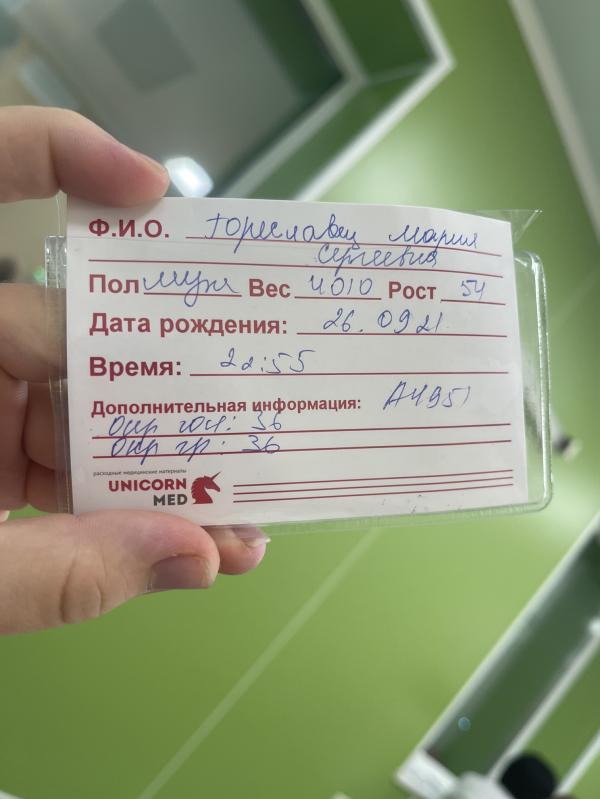 Ф.И.О. Гореславец Мария
Сергеевна
Пол муж Вес 4010 Рост 54
Дата рождения: 26.09 21.
Время: 22:55
Дополнительная информация: А4951
окр гол: 36
окр гр: 36
расходные медицинские материалы
UNICORN
MED